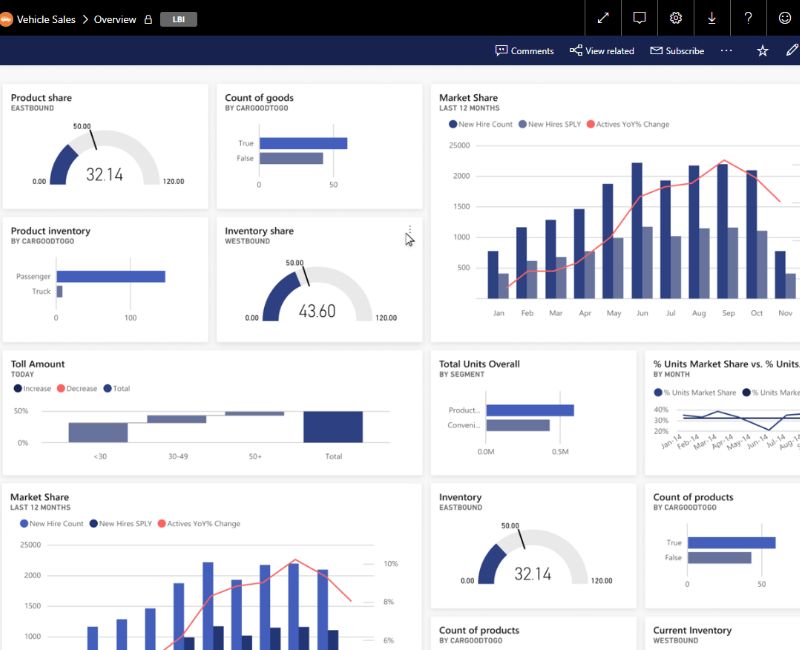 Vehicle Sales > Overview LBI
Comments View related Subscribe ...
Product share
EASTBOUND
50.00
0.00 32.14 120.00
Count of goods
BY CARGOODTOGO
True
False
0 50
Market Share
LAST 12 MONTHS
New Hire Count New Hires SPLY Actives YoY% Change
25000
2000
1500
1000
500
Jan Feb Mar Apr May Jun Jul Aug Sep Oct Nov
Product inventory
BY CARGOODTOGO
Passenger
Truck
0 100
Inventory share
WESTBOUND
50.00
0.00 43.60 120.00
Toll Amount
TODAY
Increase Decrease Total
50%
0%
<30 30-49 50+ Total
Total Units Overall
BY SEGMENT
Product...
Conveni...
0.0M 0.5M
% Units Market Share vs. % Units.
BY MONTH
% Units Market Share % Units Mark
40%
30%
20%
Jan-14 Feb-14 Mar-14 Apr-14 May-14 Jun-14 Jul-14 Aug-14
Market Share
LAST 12 MONTHS
New Hire Count New Hires SPLY Actives YoY% Change
25000
2000
1500
1000
10%
8%
6%
Inventory
EASTBOUND
50.00
0.00 32.14 120.00
Count of products
BY CARGOODTOGO
True
False
0 50
Count of products
BY CARGOODTOGO
Current Inventory
WESTBOUND